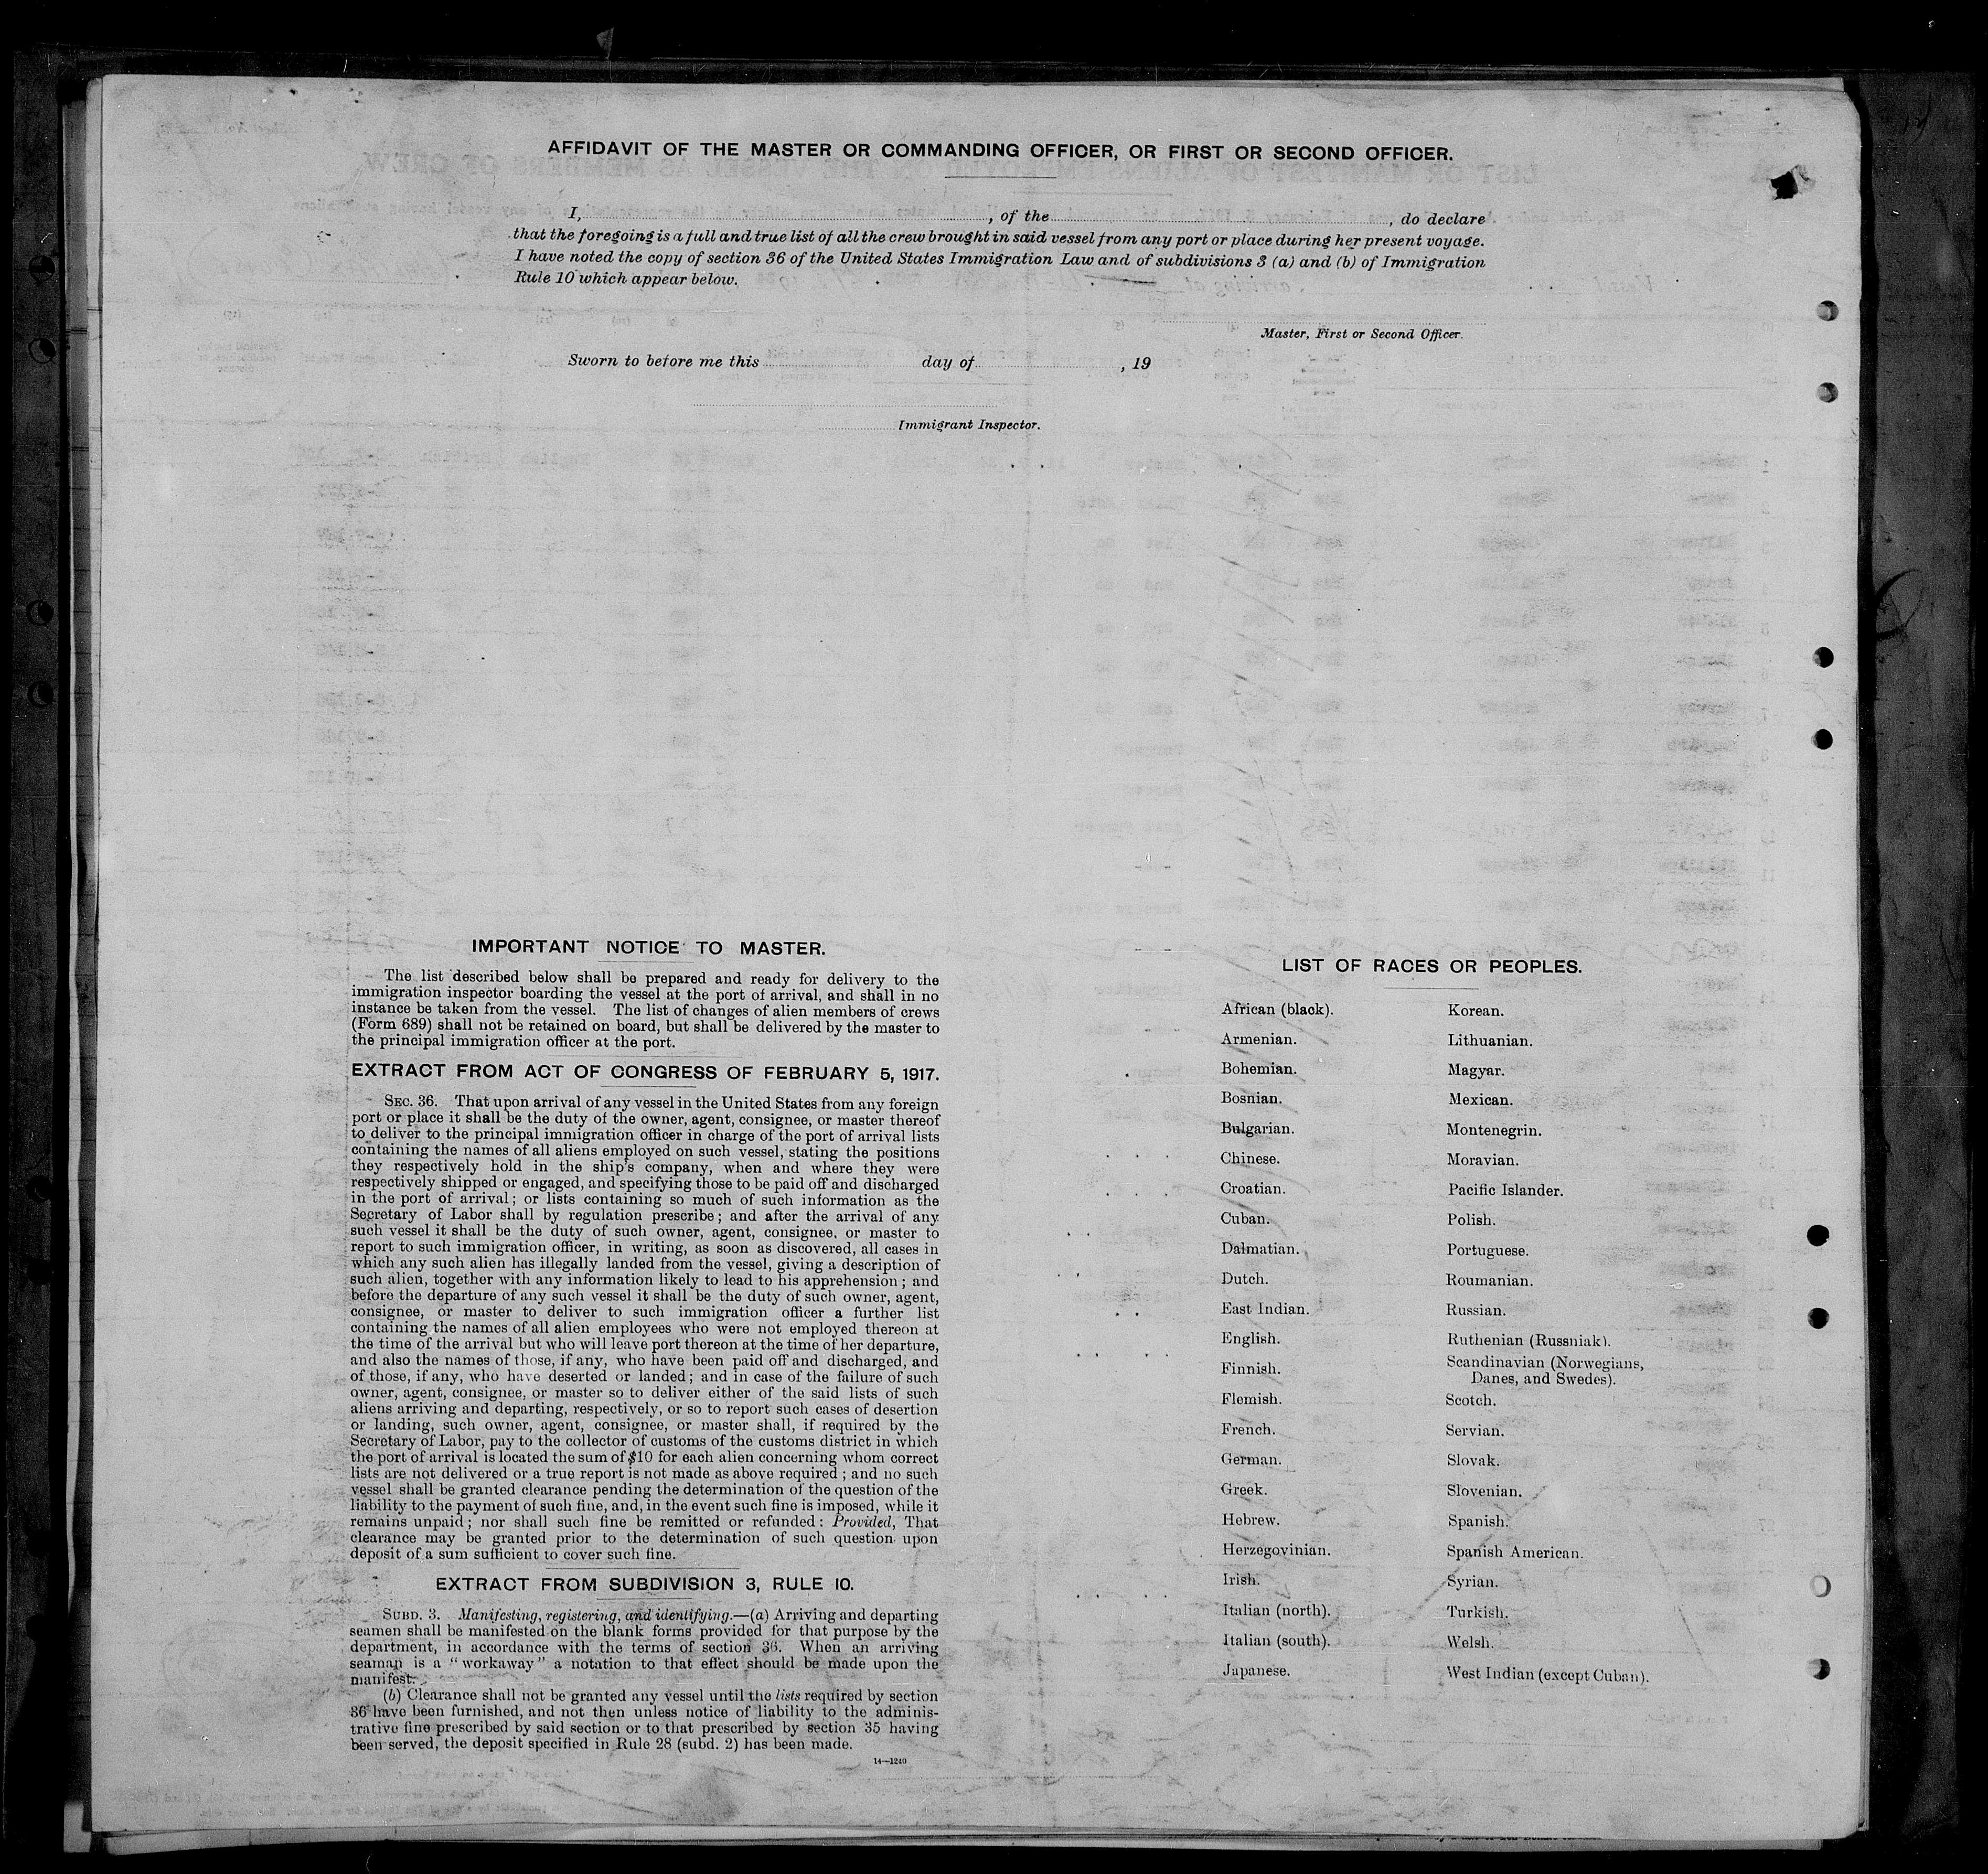 AFFIDAVIT OF THE MASTER OR COMMANDING OFFICER, OR FIRST OR SECOND OFFICER.
I, , of the , do declare
that the foregoing is a full and true list of all the crew brought in said vessel from any port or place during her present voyage.
I have noted the copy of section 36 of the United States Immigration Law and of subdivisions 3 (a) and (b) of Immigration
Rule 10 which appear below.
Master, First or Second Officer.
Sworn to before me this day of , 19
Immigrant Inspector.
IMPORTANT NOTICE TO MASTER.
The list described below shall be prepared and ready for delivery to the
immigration inspector boarding the vessel at the port of arrival, and shall in no
instance be taken from the vessel. The list of changes of alien members of crews
(Form 689) shall not be retained on board, but shall be delivered by the master to
the principal immigration officer at the port.
EXTRACT FROM ACT OF CONGRESS OF FEBRUARY 5, 1917.
SEC. 36. That upon arrival of any vessel in the United States from any foreign
port or place it shall be the duty of the owner, agent, consignee, or master thereof
to deliver to the principal immigration officer in charge of the port of arrival lists
containing the names of all aliens employed on such vessel, stating the positions
they respectively hold in the ship's company, when and where they were
respectively shipped or engaged, and specifying those to be paid off and discharged
in the port of arrival; or lists containing so much of such information as the
Secretary of Labor shall by regulation prescribe; and after the arrival of any
such vessel it shall be the duty of such owner, agent, consignee, or master to
report to such immigration officer, in writing, as soon as discovered, all cases in
which any such alien has illegally landed from the vessel, giving a description of
such alien, together with any information likely to lead to his apprehension; and
before the departure of any such vessel it shall be the duty of such owner, agent,
consignee, or master to deliver to such immigration officer a further list
containing the names of all alien employees who were not employed thereon at
the time of the arrival but who will leave port thereon at the time of her departure,
and also the names of those, if any, who have been paid off and discharged, and
of those, if any, who have deserted or landed; and in case of the failure of such
owner, agent, consignee, or master so to deliver either of the said lists of such
aliens arriving and departing, respectively, or so to report such cases of desertion
or landing, such owner, agent, consignee, or master shall, if required by the
Secretary of Labor, pay to the collector of customs of the customs district in which
the port of arrival is located the sum of $10 for each alien concerning whom correct
lists are not delivered or a true report is not made as above required; and no such
vessel shall be granted clearance pending the determination of the question of the
liability to the payment of such fine, and, in the event such fine is imposed, while it
remains unpaid; nor shall such fine be remitted or refunded: Provided, That
clearance may be granted prior to the determination of such question upon
deposit of a sum sufficient to cover such fine.
EXTRACT FROM SUBDIVISION 3, RULE 10.
SUBD. 3. Manifesting, registering, and identifying.—(a) Arriving and departing
seamen shall be manifested on the blank forms provided for that purpose by the
department, in accordance with the terms of section 36. When an arriving
seaman is a "workaway" a notation to that effect should be made upon the
manifest.
(b) Clearance shall not be granted any vessel until the lists required by section
36 have been furnished, and not then unless notice of liability to the adminis-
trative fine prescribed by said section or to that prescribed by section 35 having
been served, the deposit specified in Rule 28 (subd. 2) has been made.
14—1240
LIST OF RACES OR PEOPLES.
African (black).
Armenian.
Bohemian.
Bosnian.
Bulgarian.
Chinese.
Croatian.
Cuban.
Dalmatian.
Dutch.
East Indian.
English.
Finnish.
Flemish.
French.
German.
Greek.
Hebrew.
Herzegovinian.
Irish.
Italian (north).
Italian (south).
Japanese.
Korean.
Lithuanian.
Magyar.
Mexican.
Montenegrin.
Moravian.
Pacific Islander.
Polish.
Portuguese.
Roumanian.
Russian.
Ruthenian (Russniak).
Scandinavian (Norwegians,
Danes, and Swedes).
Scotch.
Servian.
Slovak.
Slovenian.
Spanish.
Spanish American.
Syrian.
Turkish.
Welsh.
West Indian (except Cuban).